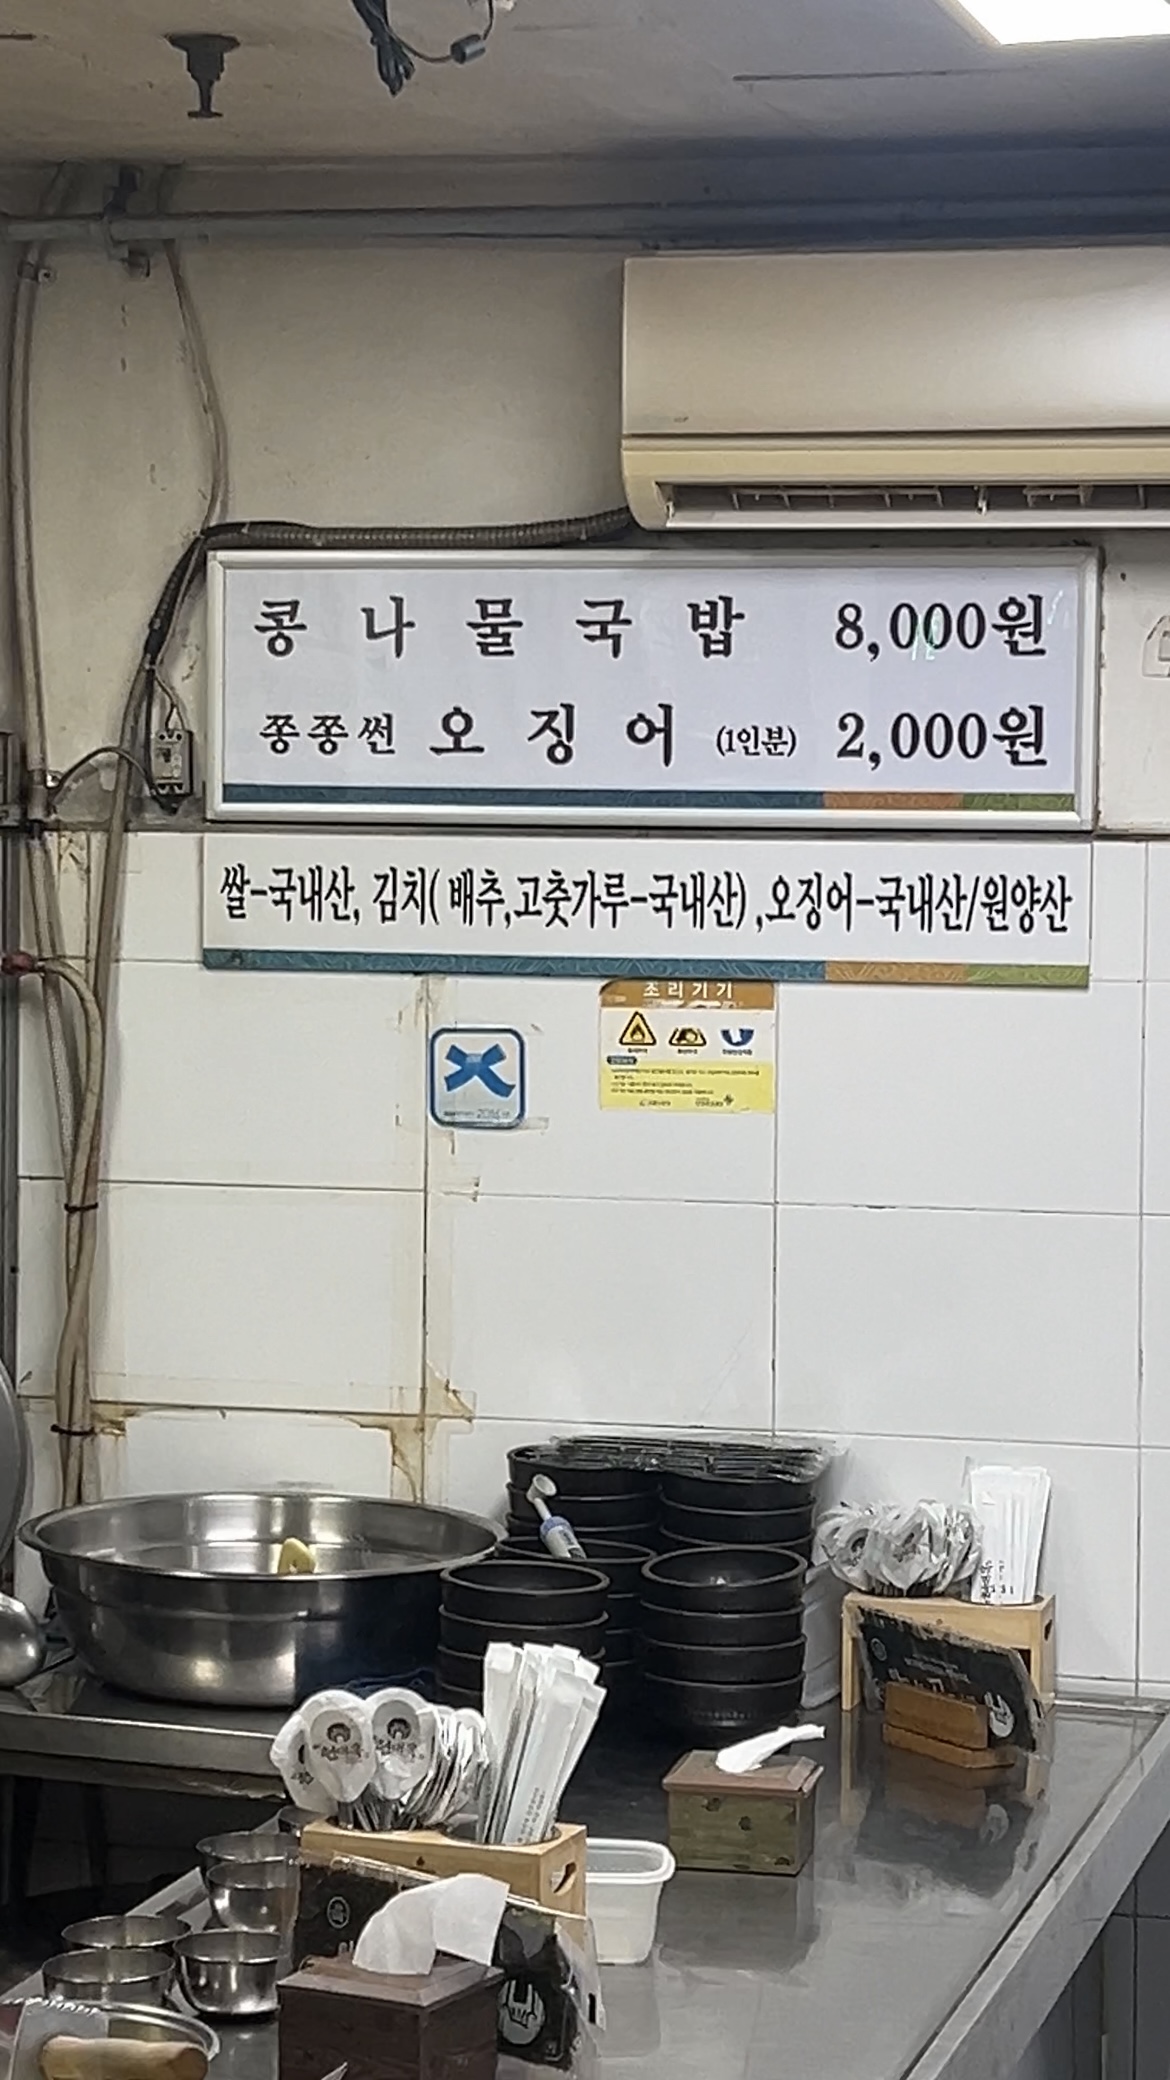 콩나물국밥 8,000원
쫑쫑썬 오징어 (1인분) 2,000원
쌀-국내산, 김치( 배추,고춧가루-국내산) ,오징어-국내산/원양산
조리기기